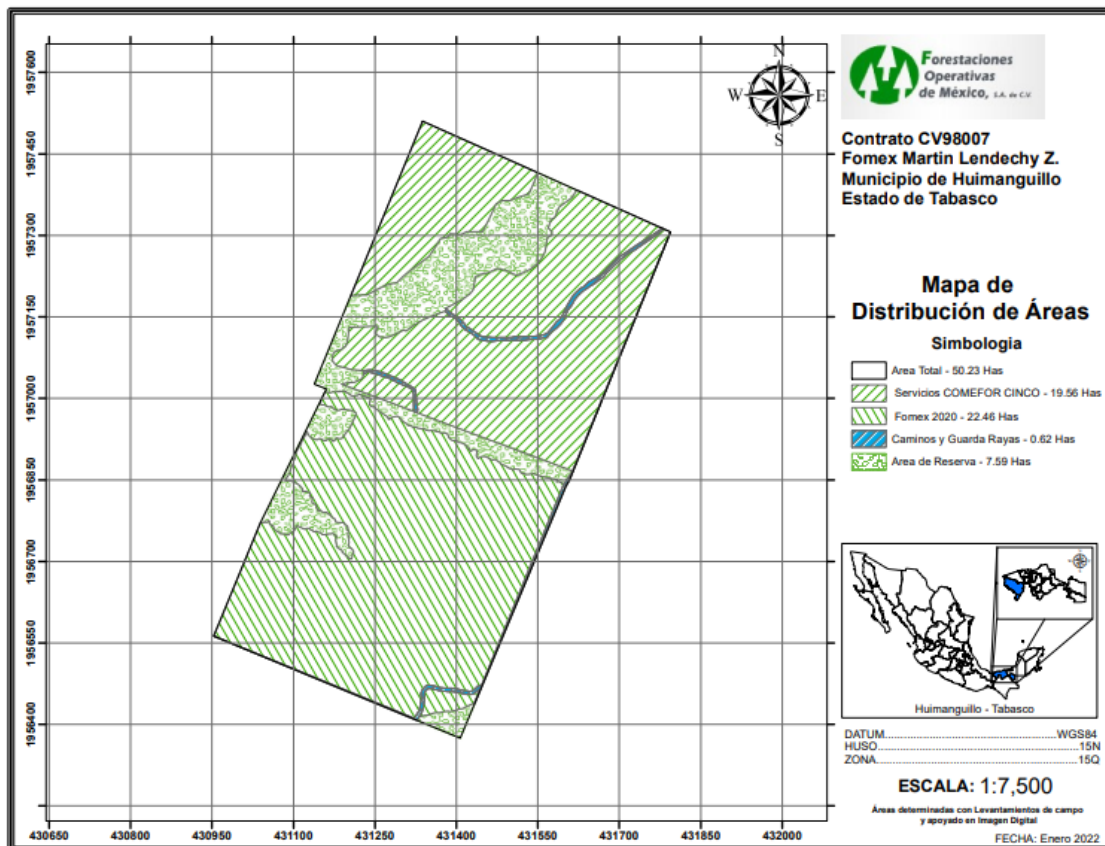 Forestaciones
Operativas
de México, S.A. de C.V.
Contrato CV98007
Fomex Martin Lendechy Z.
Municipio de Huimanguillo
Estado de Tabasco
Mapa de
Distribución de Áreas
Simbologia
Area Total - 50.23 Has
Servicios COMEFOR CINCO - 19.56 Has
Fomex 2020 - 22.46 Has
Caminos y Guarda Rayas - 0.62 Has
Area de Reserva - 7.59 Has
Huimanguillo - Tabasco
DATUM.....WGS84
HUSO.....15N
ZONA.....15Q
ESCALA: 1:7,500
Áreas determinadas con Levantamientos de campo
y apoyado en Imagen Digital
FECHA: Enero 2022
N
W E
S
1957600
1957450
1957300
1957150
1957000
1956850
1956700
1956550
1956400
430650 430800 430950 431100 431250 431400 431550 431700 431850 432000